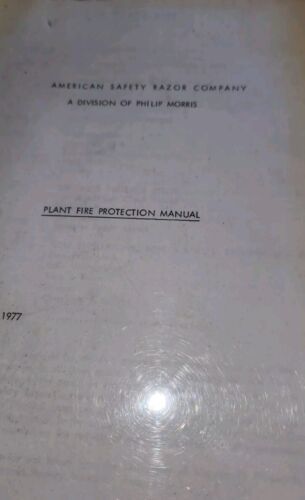 AMERICAN SAFETY RAZOR COMPANY
A DIVISION OF PHILIP MORRIS
PLANT FIRE PROTECTION MANUAL
1977